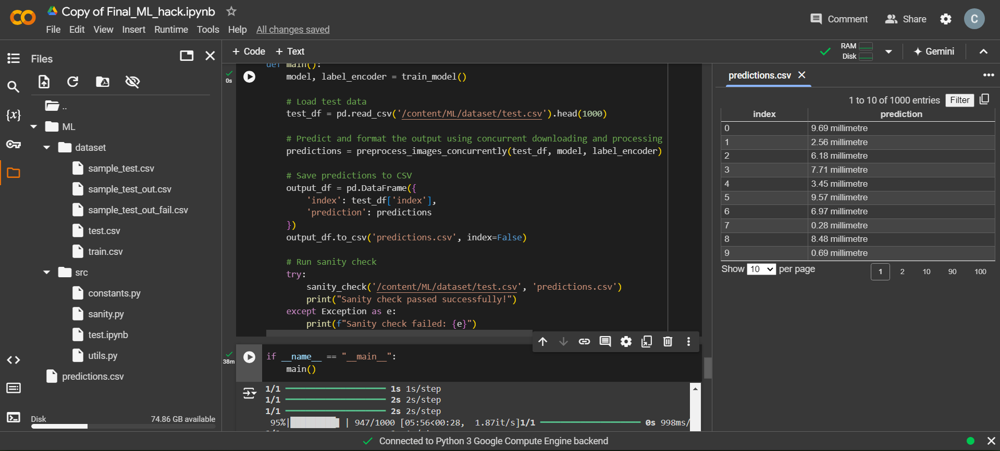 Copy of Final_ML_hack.ipynb
File Edit View Insert Runtime Tools Help All changes saved
Comment Share C
Files
..
ML
dataset
sample_test.csv
sample_test_out.csv
sample_test_out_fail.csv
test.csv
train.csv
src
constants.py
sanity.py
test.ipynb
utils.py
predictions.csv
{x}
Disk 74.86 GB available
+ Code + Text
RAM
Disk
Gemini
0s
def main():
model, label_encoder = train_model()
# Load test data
test_df = pd.read_csv('/content/ML/dataset/test.csv').head(1000)
# Predict and format the output using concurrent downloading and processing
predictions = preprocess_images_concurrently(test_df, model, label_encoder)
# Save predictions to CSV
output_df = pd.DataFrame({
'index': test_df['index'],
'prediction': predictions
})
output_df.to_csv('predictions.csv', index=False)
# Run sanity check
try:
sanity_check('/content/ML/dataset/test.csv', 'predictions.csv')
print("Sanity check passed successfully!")
except Exception as e:
print(f"Sanity check failed: {e}")
38m
if __name__ == "__main__":
main()
1/1 1s 1s/step
1/1 2s 2s/step
1/1 2s 2s/step
95%| | 947/1000 [05:56<00:28, 1.87it/s]1/1 0s 998ms/
predictions.csv
1 to 10 of 1000 entries Filter
index prediction
0 9.69 millimetre
1 2.56 millimetre
2 6.18 millimetre
3 7.71 millimetre
4 3.45 millimetre
5 9.57 millimetre
6 6.97 millimetre
7 0.28 millimetre
8 8.48 millimetre
9 0.69 millimetre
Show 10 per page
1 2 10 90 100
Connected to Python 3 Google Compute Engine backend